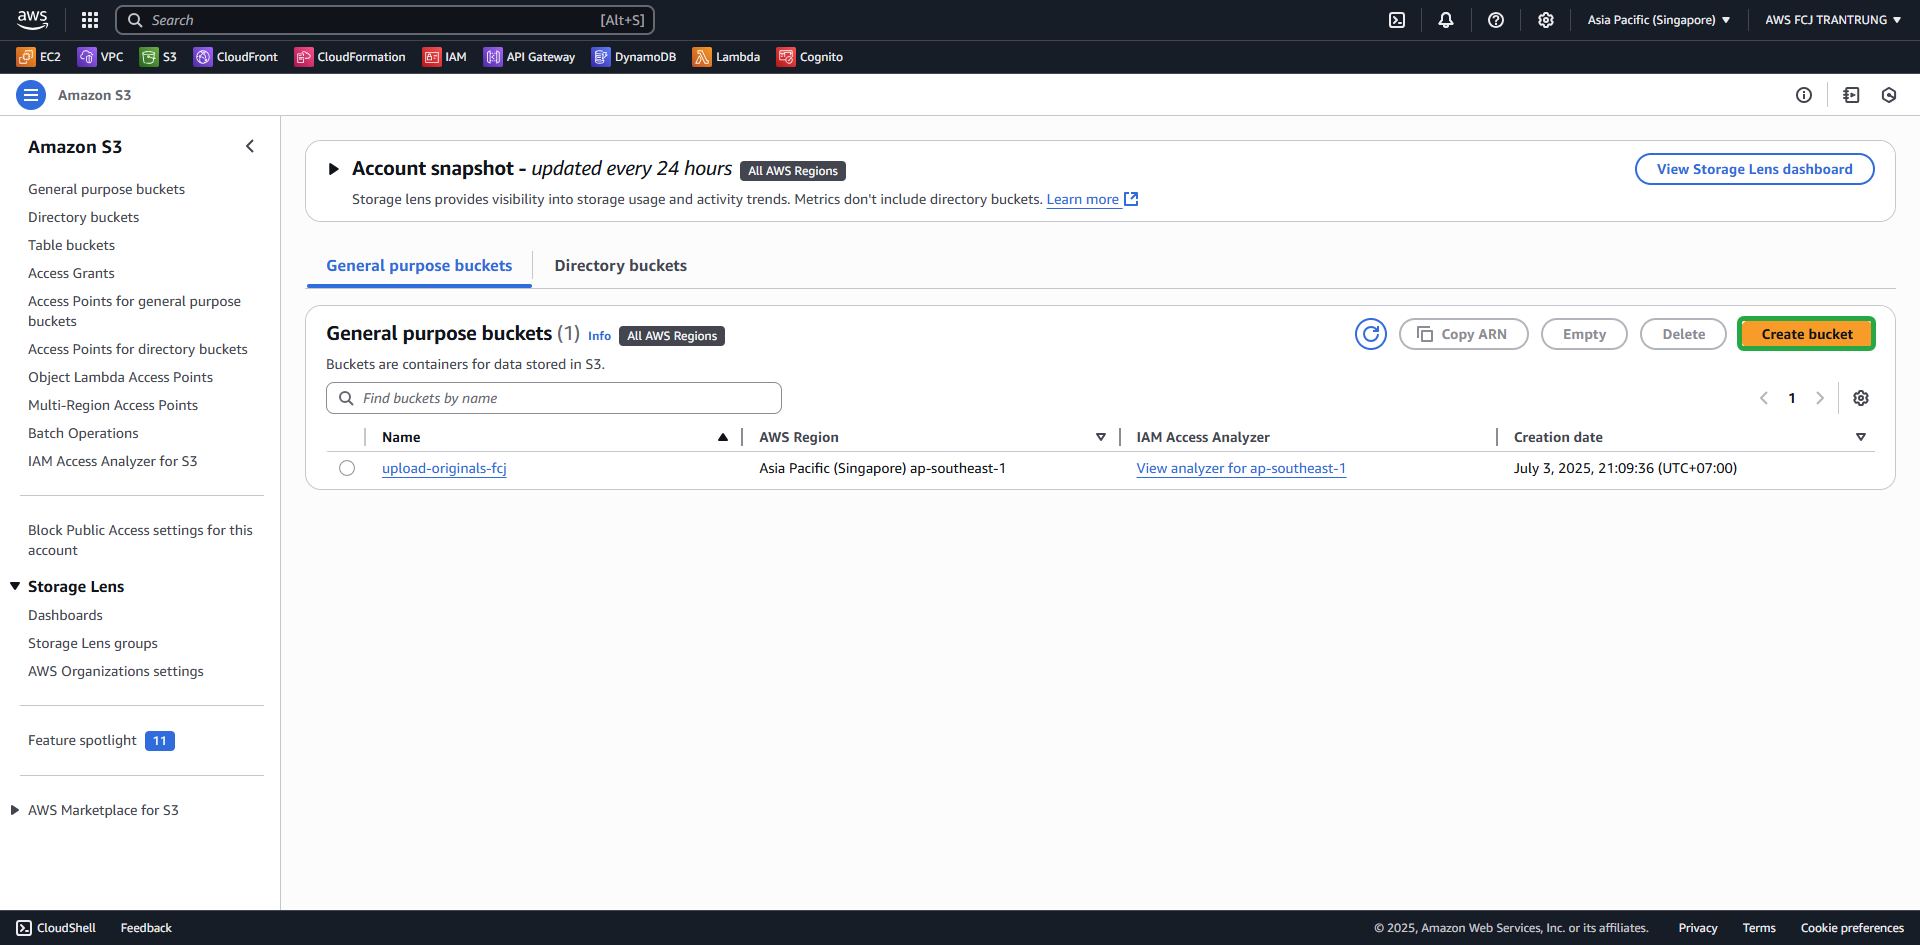 aws
Search [Alt+S]
Asia Pacific (Singapore)
AWS FCJ TRANTRUNG
EC2 VPC S3 CloudFront CloudFormation IAM API Gateway DynamoDB Lambda Cognito
Amazon S3
Amazon S3
General purpose buckets
Directory buckets
Table buckets
Access Grants
Access Points for general purpose
buckets
Access Points for directory buckets
Object Lambda Access Points
Multi-Region Access Points
Batch Operations
IAM Access Analyzer for S3
Block Public Access settings for this
account
Storage Lens
Dashboards
Storage Lens groups
AWS Organizations settings
Feature spotlight 11
AWS Marketplace for S3
Account snapshot - updated every 24 hours All AWS Regions
View Storage Lens dashboard
Storage lens provides visibility into storage usage and activity trends. Metrics don't include directory buckets. Learn more
General purpose buckets
Directory buckets
General purpose buckets (1) Info All AWS Regions
Copy ARN Empty Delete Create bucket
Buckets are containers for data stored in S3.
Find buckets by name
1
Name AWS Region IAM Access Analyzer Creation date
upload-originals-fcj Asia Pacific (Singapore) ap-southeast-1 View analyzer for ap-southeast-1 July 3, 2025, 21:09:36 (UTC+07:00)
CloudShell Feedback © 2025, Amazon Web Services, Inc. or its affiliates. Privacy Terms Cookie preferences